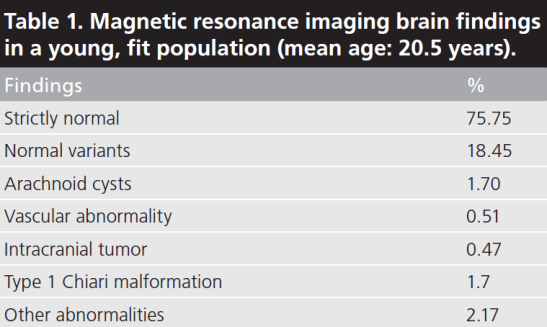 Table 1. Magnetic resonance imaging brain findings
in a young, fit population (mean age: 20.5 years).
Findings %
Strictly normal 75.75
Normal variants 18.45
Arachnoid cysts 1.70
Vascular abnormality 0.51
Intracranial tumor 0.47
Type 1 Chiari malformation 1.7
Other abnormalities 2.17